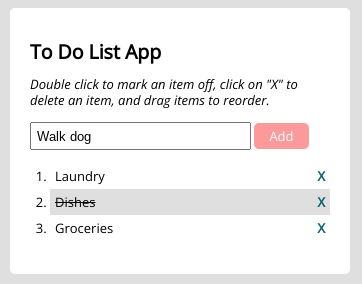 To Do List App
Double click to mark an item off, click on "X" to
delete an item, and drag items to reorder.
Walk dog Add
1. Laundry X
2. Dishes X
3. Groceries X